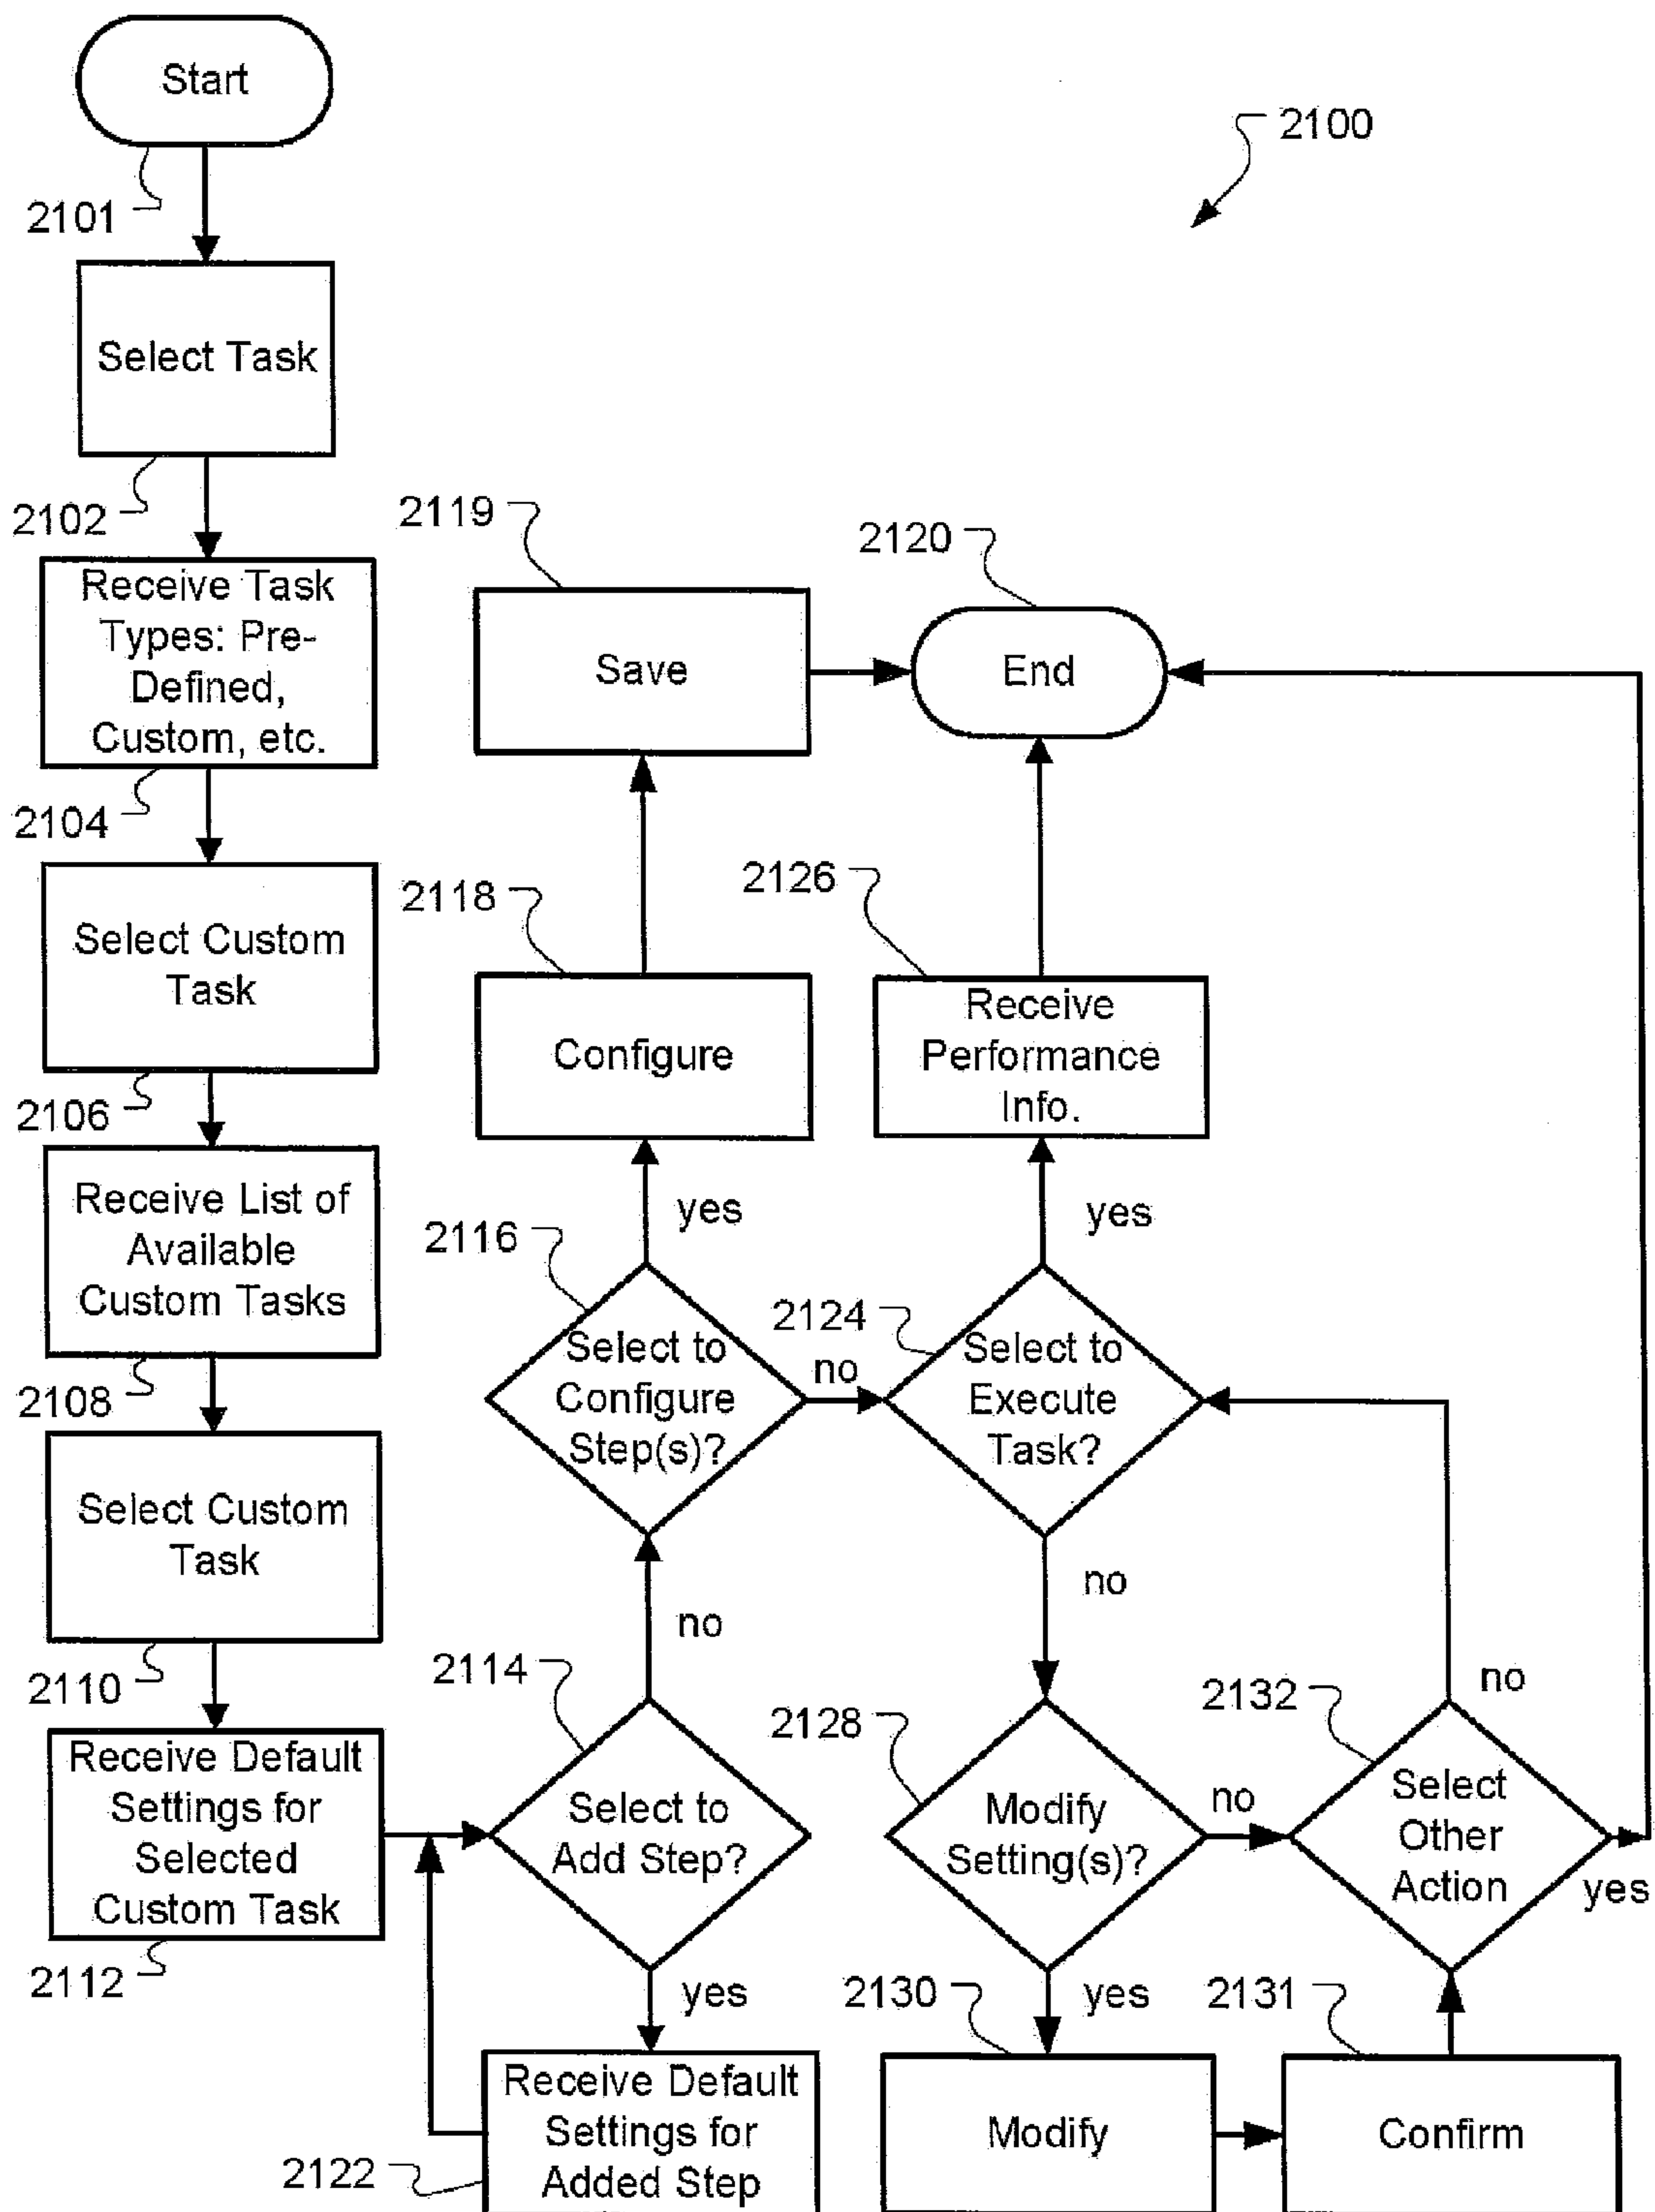 Start
2100
2101
Select Task
2102
Receive Task
Types: Pre-
Defined,
Custom, etc.
2104
Select Custom
Task
2106
Receive List of
Available
Custom Tasks
2108
Select Custom
Task
2110
Receive Default
Settings for
Selected
Custom Task
2112
2119
Save
2118
Configure
yes
2116
Select to
Configure
Step(s)?
no
no
2114
Select to
Add Step?
yes
Receive Default
Settings for
Added Step
2122
2120
End
2126
Receive
Performance
Info.
yes
2124
Select to
Execute
Task?
no
2128
Modify
Setting(s)?
no
yes
2130
Modify
2131
Confirm
2132
no
Select
Other
Action
yes